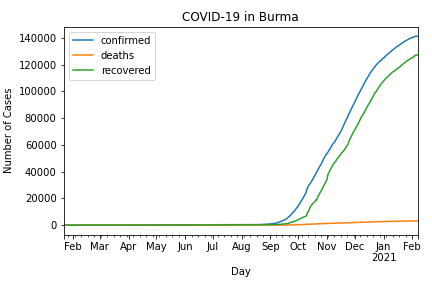 COVID-19 in Burma
confirmed
deaths
recovered
Number of Cases
140000
120000
100000
80000
60000
40000
20000
0
Feb Mar Apr May Jun Jul Aug Sep Oct Nov Dec Jan Feb
2021
Day